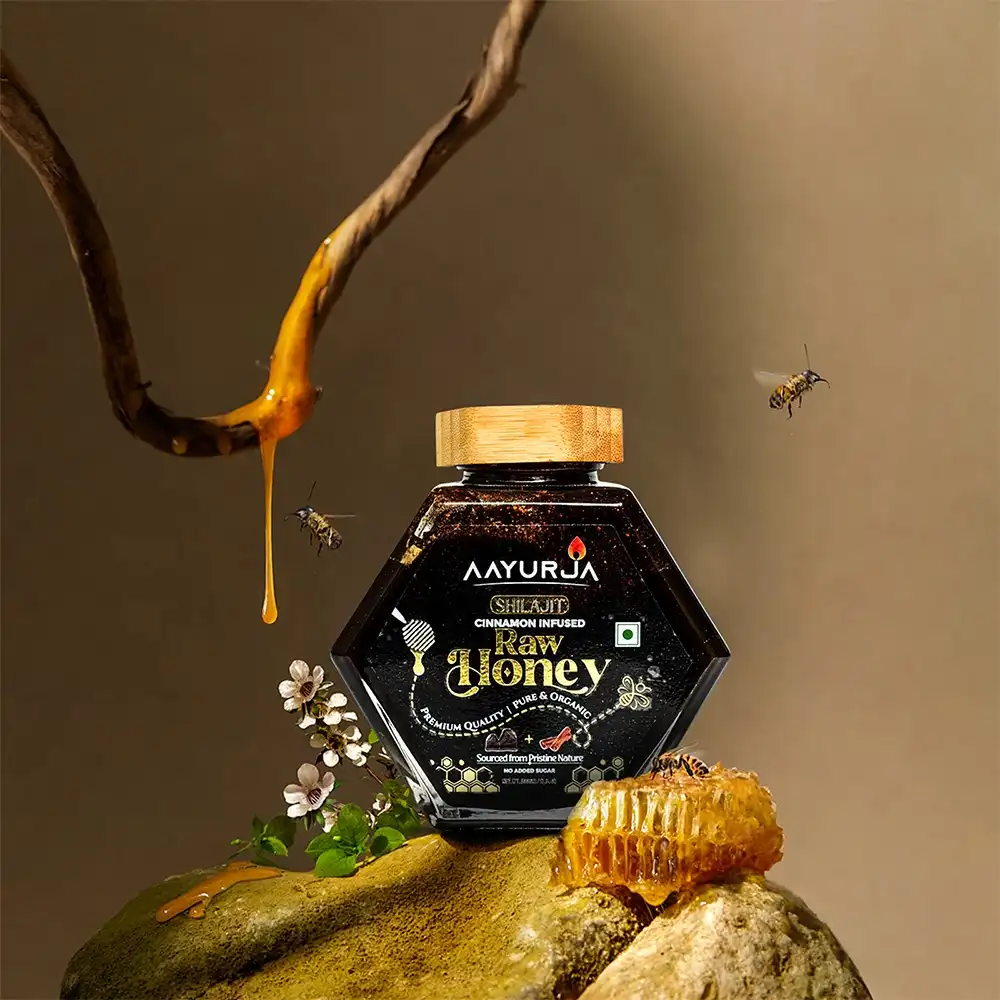 AAYURJA
SHILAJIT
CINNAMON INFUSED
Raw
Honey
PREMIUM QUALITY | PURE & ORGANIC
+
Sourced from Pristine Nature
NO ADDED SUGAR